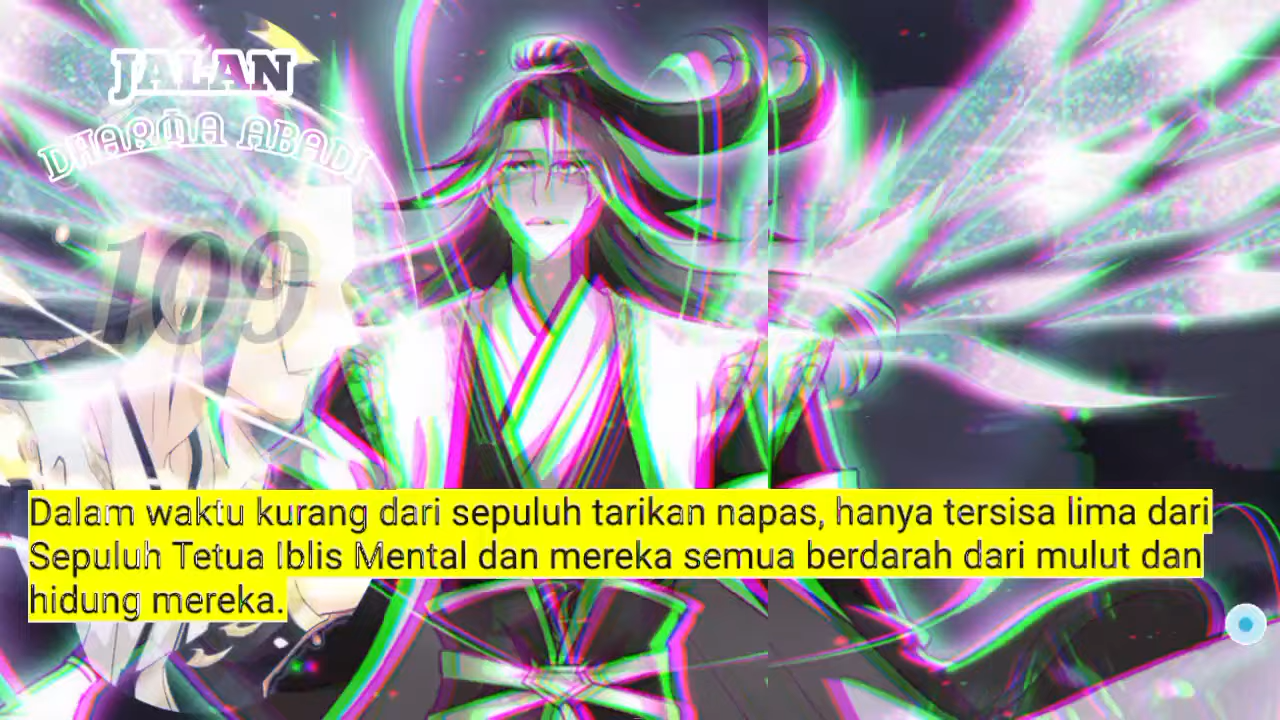 JALAN
DHARMA ABADI
109
Dalam waktu kurang dari sepuluh tarikan napas, hanya tersisa lima dari
Sepuluh Tetua Iblis Mental dan mereka semua berdarah dari mulut dan
hidung mereka.